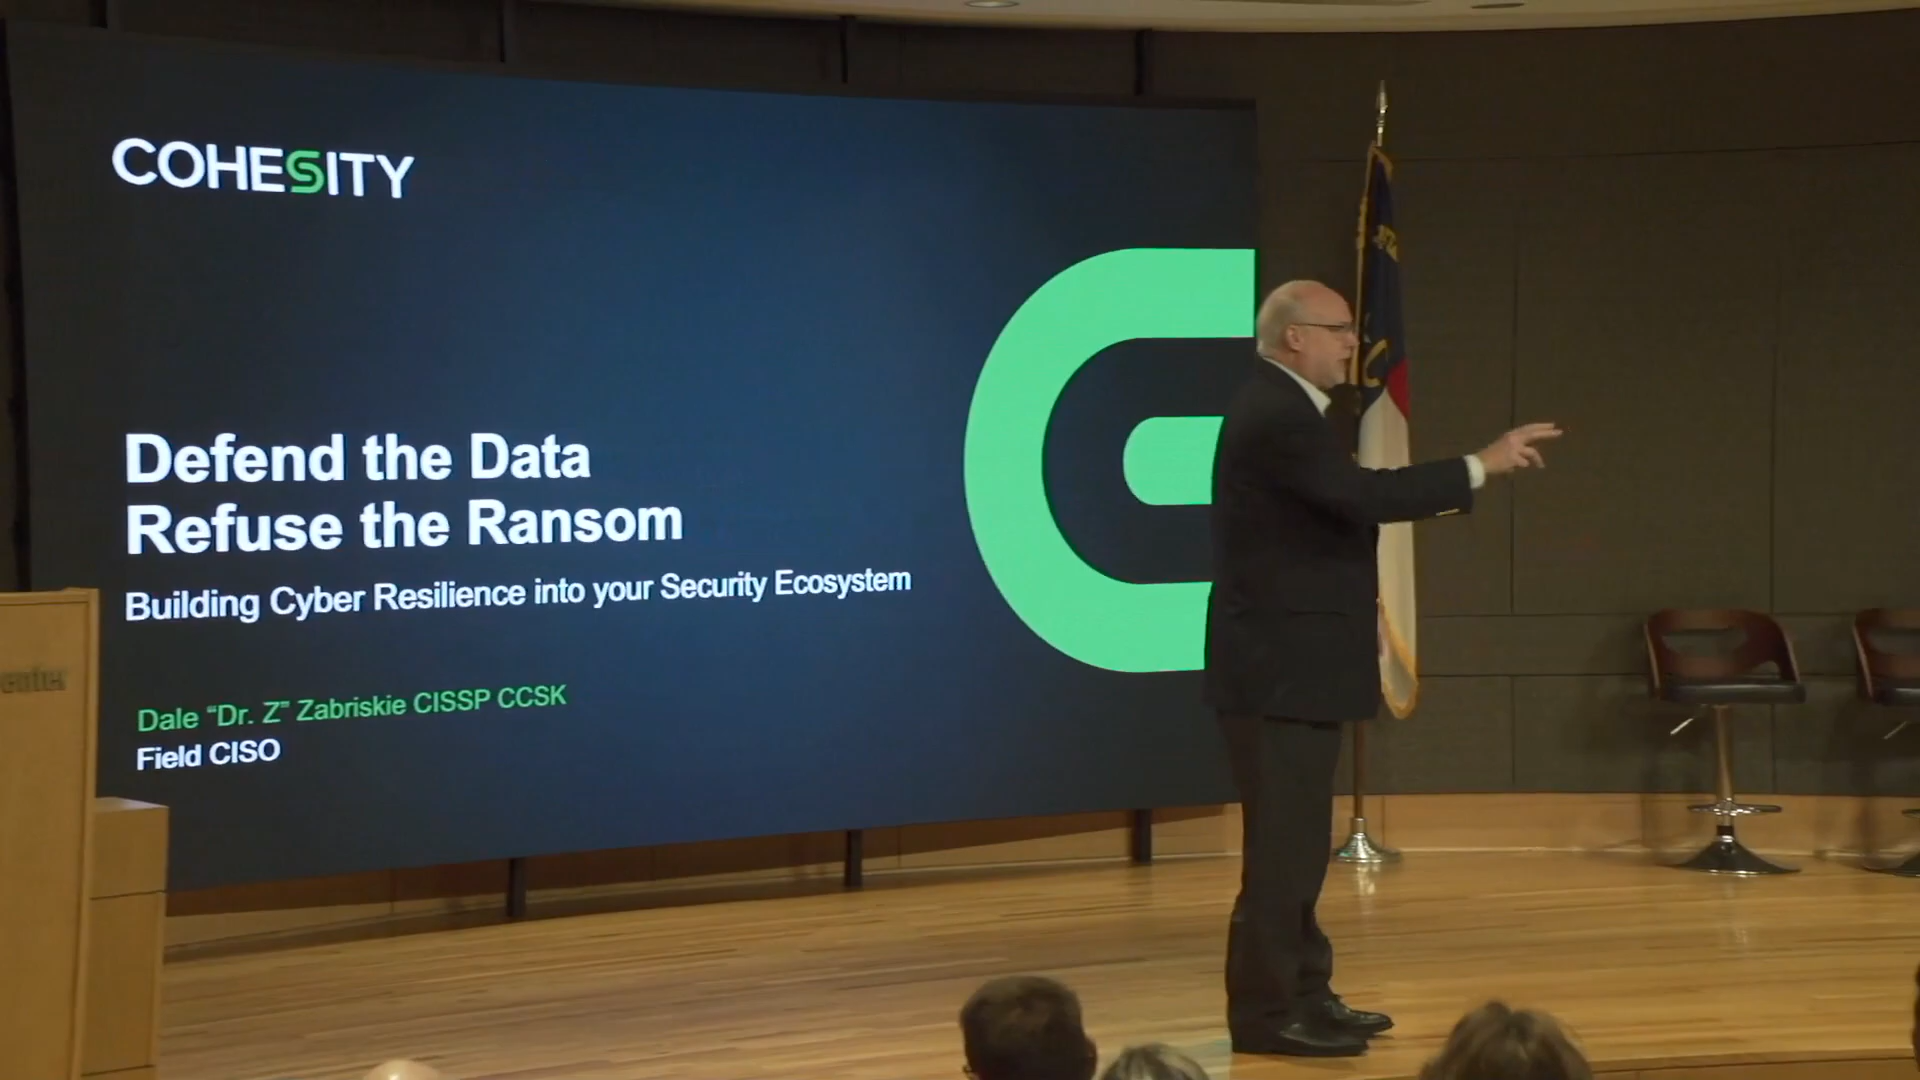 COHESITY
Defend the Data
Refuse the Ransom
Building Cyber Resilience into your Security Ecosystem
Dale “Dr. Z” Zabriskie CISSP CCSK
Field CISO
enter